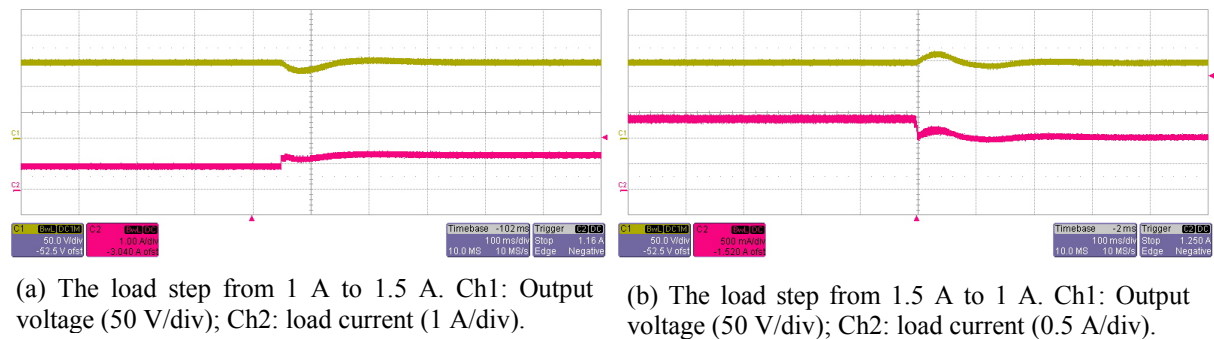 C1
C2
C1 BwL DC1M
50.0 V/div
-52.5 V ofst
C2 BwL DC
1.00 A/div
-3.040 A ofst
Timebase -102 ms
100 ms/div
10.0 MS 10 MS/s
Trigger C2 DC
Stop 1.16 A
Edge Negative
(a) The load step from 1 A to 1.5 A. Ch1: Output
voltage (50 V/div); Ch2: load current (1 A/div).
C1
C2
C1 BwL DC1M
50.0 V/div
-52.5 V ofst
C2 BwL DC
500 mA/div
-1.520 A ofst
Timebase -2 ms
100 ms/div
10.0 MS 10 MS/s
Trigger C2 DC
Stop 1.250 A
Edge Negative
(b) The load step from 1.5 A to 1 A. Ch1: Output
voltage (50 V/div); Ch2: load current (0.5 A/div).